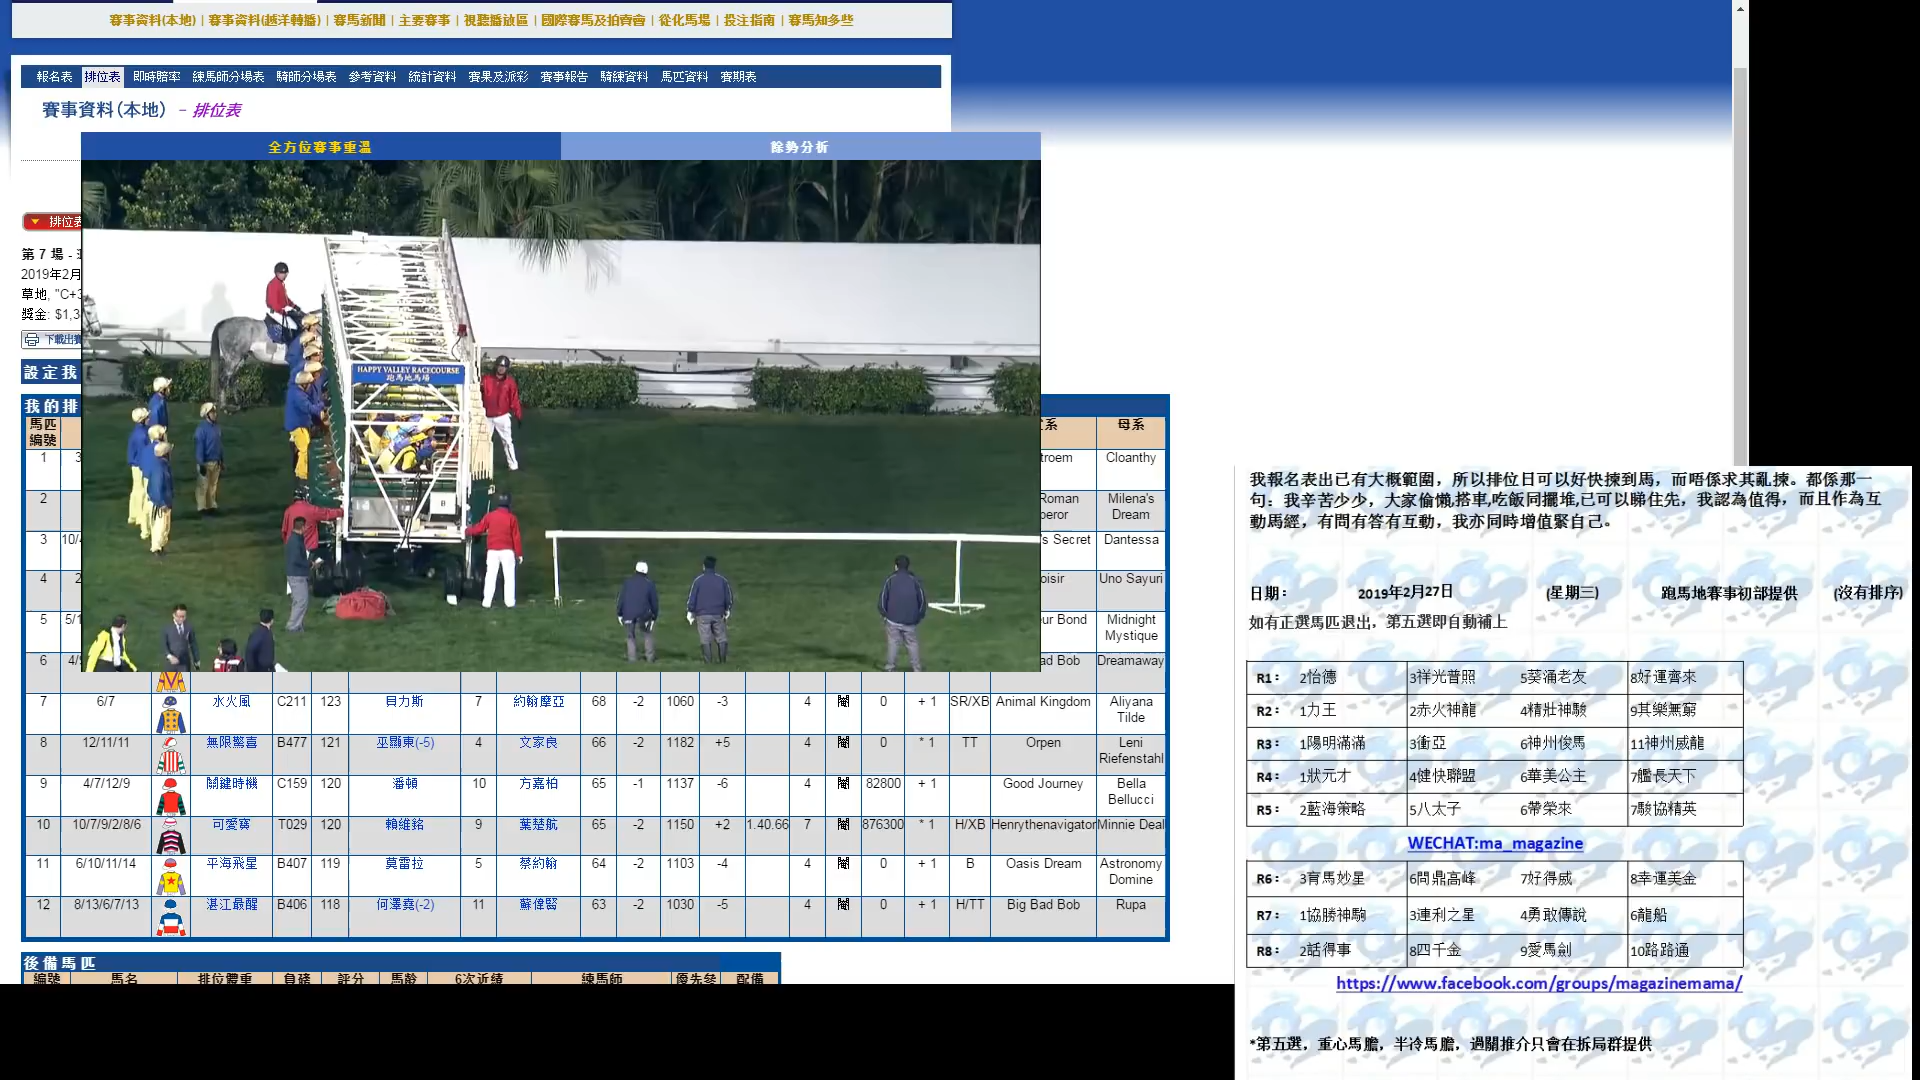 賽事資料(本地) | 賽事資料(越洋轉播) | 賽馬新聞 | 主要賽事 | 視聽播放區 | 國際賽馬及拍賣會 | 從化馬場 | 投注指南 | 賽馬知多些
報名表 排位表 即時賠率 練馬師分場表 騎師分場表 參考資料 統計資料 賽果及派彩 賽事報告 騎練資料 馬匹資料 賽期表
賽事資料(本地) - 排位表
全方位賽事重溫 餘勢分析
排位表
第 7 場 -
2019年2月
草地, "C+3
獎金: $1,3
下載出賽
設定我
我的排
HAPPY VALLEY RACECOURSE
跑馬地馬場
B
馬匹編號 系 母系
1 3 troem Cloanthy
2 Roman Milena's Dream
3 10/4 's Secret Dantessa
4 2 oisir Uno Sayuri
5 5/1 ur Bond Midnight Mystique
6 4/9 ad Bob Dreamaway
7 6/7 水火風 C211 123 貝力斯 7 約翰摩亞 68 -2 1060 -3 4 閹 0 + 1 SR/XB Animal Kingdom Aliyana Tilde
8 12/11/11 無限驚喜 B477 121 巫顯東(-5) 4 文家良 66 -2 1182 +5 4 閹 0 * 1 TT Orpen Leni Riefenstahl
9 4/7/12/9 關鍵時機 C159 120 潘頓 10 方嘉柏 65 -1 1137 -6 4 閹 82800 + 1 Good Journey Bella Bellucci
10 10/7/9/2/8/6 可愛寶 T029 120 賴維銘 9 葉楚航 65 -2 1150 +2 1.40.66 7 閹 876300 * 1 H/XB Henrythenavigator Minnie Deal
11 6/10/11/14 平海飛星 B407 119 莫雷拉 5 蔡約翰 64 -2 1103 -4 4 閹 0 + 1 B Oasis Dream Astronomy Domine
12 8/13/6/7/13 湛江最醒 B406 118 何澤堯(-2) 11 蘇偉賢 63 -2 1030 -5 4 閹 0 + 1 H/TT Big Bad Bob Rupa
後備馬匹
編號 馬名 排位體重 負磅 評分 馬齡 6次近績 練馬師 優先參 配備
我報名表出已有大概範圍，所以排位日可以好快揀到馬，而唔係求其亂揀。都係那一
句：我辛苦少少，大家偷懶,搭車,吃飯同擺堆,已可以睇住先，我認為值得，而且作為互
動馬經，有問有答有互動，我亦同時增值緊自己。
日期： 2019年2月27日 (星期三) 跑馬地賽事初部提供 (沒有排序)
如有正選馬匹退出，第五選即自動補上
R1： 2怡德 3祥光普照 5葵涌老友 8好運齊來
R2： 1力王 2赤火神龍 4精壯神駿 9其樂無窮
R3： 1陽明滿滿 3衝亞 6神州俊馬 11神州威龍
R4： 1狀元才 4健快聯盟 6華美公主 7艦長天下
R5： 2藍海策略 5八太子 6帶榮來 7駿協精英
WECHAT:ma_magazine
R6： 3育馬妙星 6問鼎高峰 7好得威 8幸運美金
R7： 1協勝神駒 3連利之星 4勇敢傳說 6龍船
R8： 2話得事 8四千金 9愛馬劍 10路路通
https://www.facebook.com/groups/magazinemama/
*第五選，重心馬膽，半冷馬膽，過關推介只會在拆局群提供